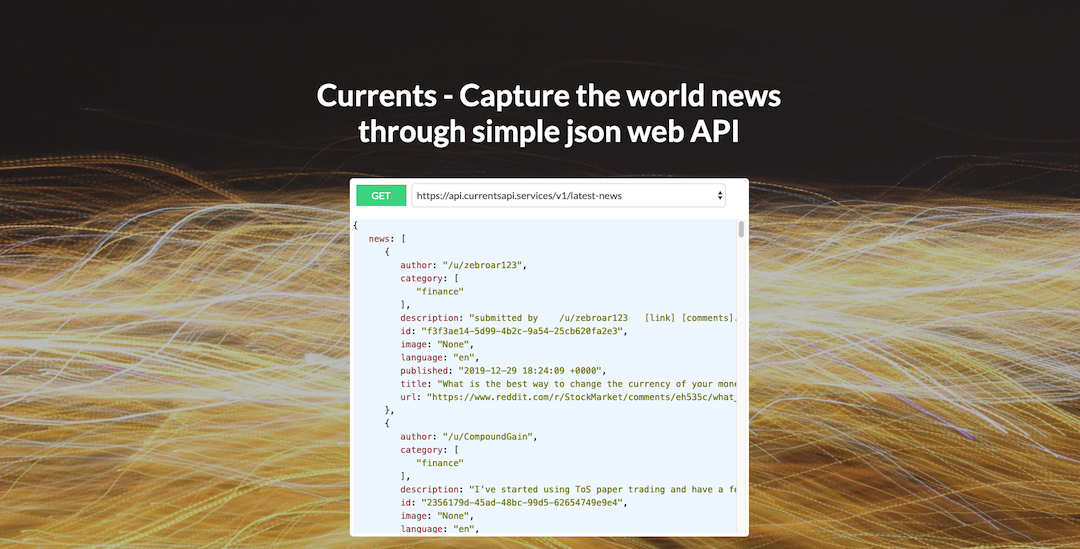 Currents - Capture the world news
through simple json web API
GET
https://api.currentsapi.services/v1/latest-news
{
news: [
{
author: "/u/zebroar123",
category: [
"finance"
],
description: "submitted by /u/zebroar123 [link] [comments].
id: "f3f3ae14-5d99-4b2c-9a54-25cb620fa2e3",
image: "None",
language: "en",
published: "2019-12-29 18:24:09 +0000",
title: "What is the best way to change the currency of your mone
url: "https://www.reddit.com/r/StockMarket/comments/eh535c/what_
},
{
author: "/u/CompoundGain",
category: [
"finance"
],
description: "I've started using ToS paper trading and have a fe
id: "2356179d-45ad-48bc-99d5-62654749e9e4",
image: "None",
language: "en",